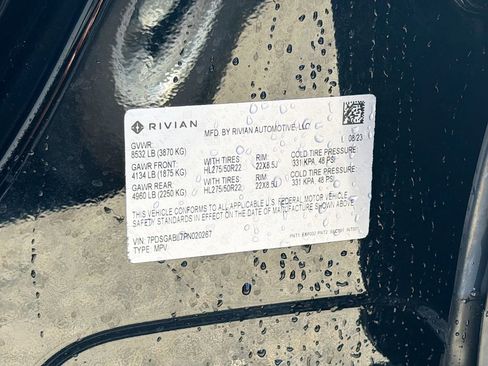 RIVIAN
MFD. BY RIVIAN AUTOMOTIVE, LLC
08/23
GVWR:
8532 LB (3870 KG)
GAWR FRONT: WITH TIRES RIM COLD TIRE PRESSURE:
4134 LB (1875 KG) HL275/50R22 22X8.5J 331 KPA, 48 PSI
GAWR REAR WITH TIRES RIM COLD TIRE PRESSURE:
4960 LB (2250 KG) HL275/50R22 22X8.5J 331 KPA, 48 PSI
THIS VEHICLE CONFORMS TO ALL APPLICABLE U.S. FEDERAL MOTOR VEHICLE
SAFETY STANDARDS IN EFFECT ON THE DATE OF MANUFACTURE SHOWN ABOVE
VIN:
TYPE: MPV